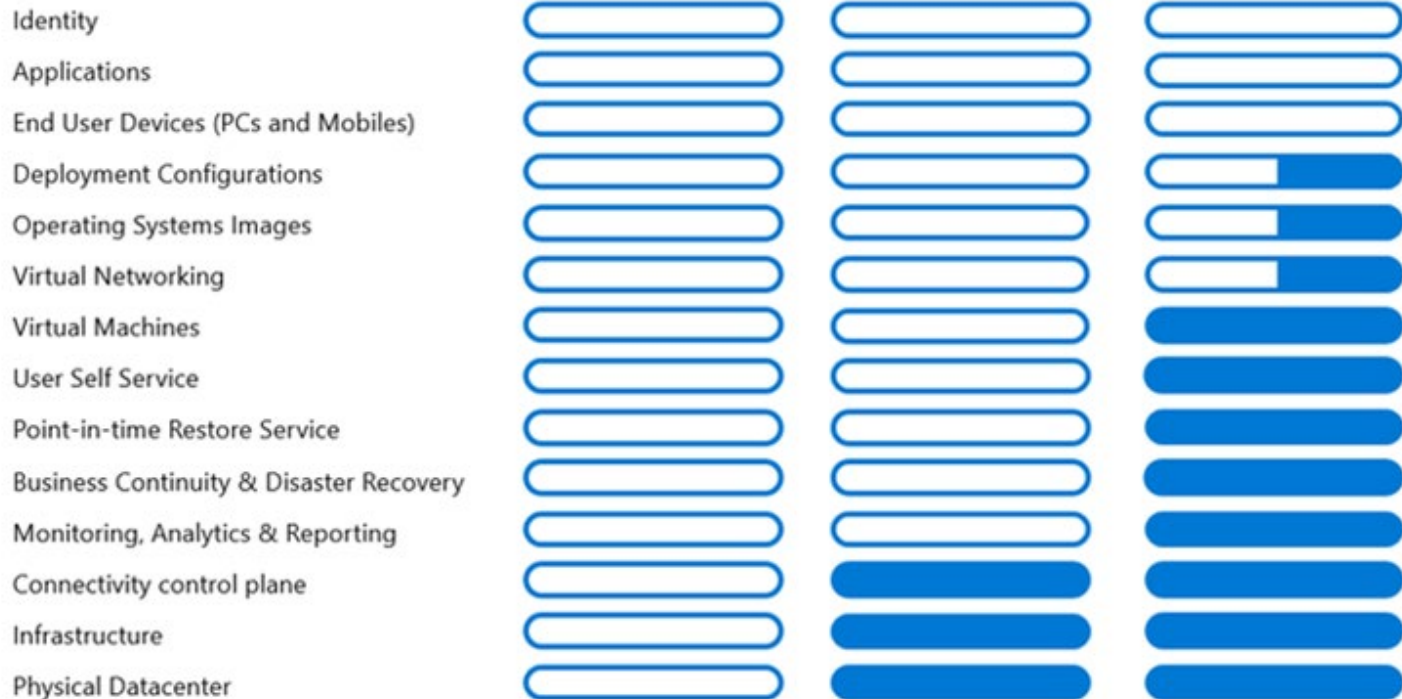 Identity
Applications
End User Devices (PCs and Mobiles)
Deployment Configurations
Operating Systems Images
Virtual Networking
Virtual Machines
User Self Service
Point-in-time Restore Service
Business Continuity & Disaster Recovery
Monitoring, Analytics & Reporting
Connectivity control plane
Infrastructure
Physical Datacenter